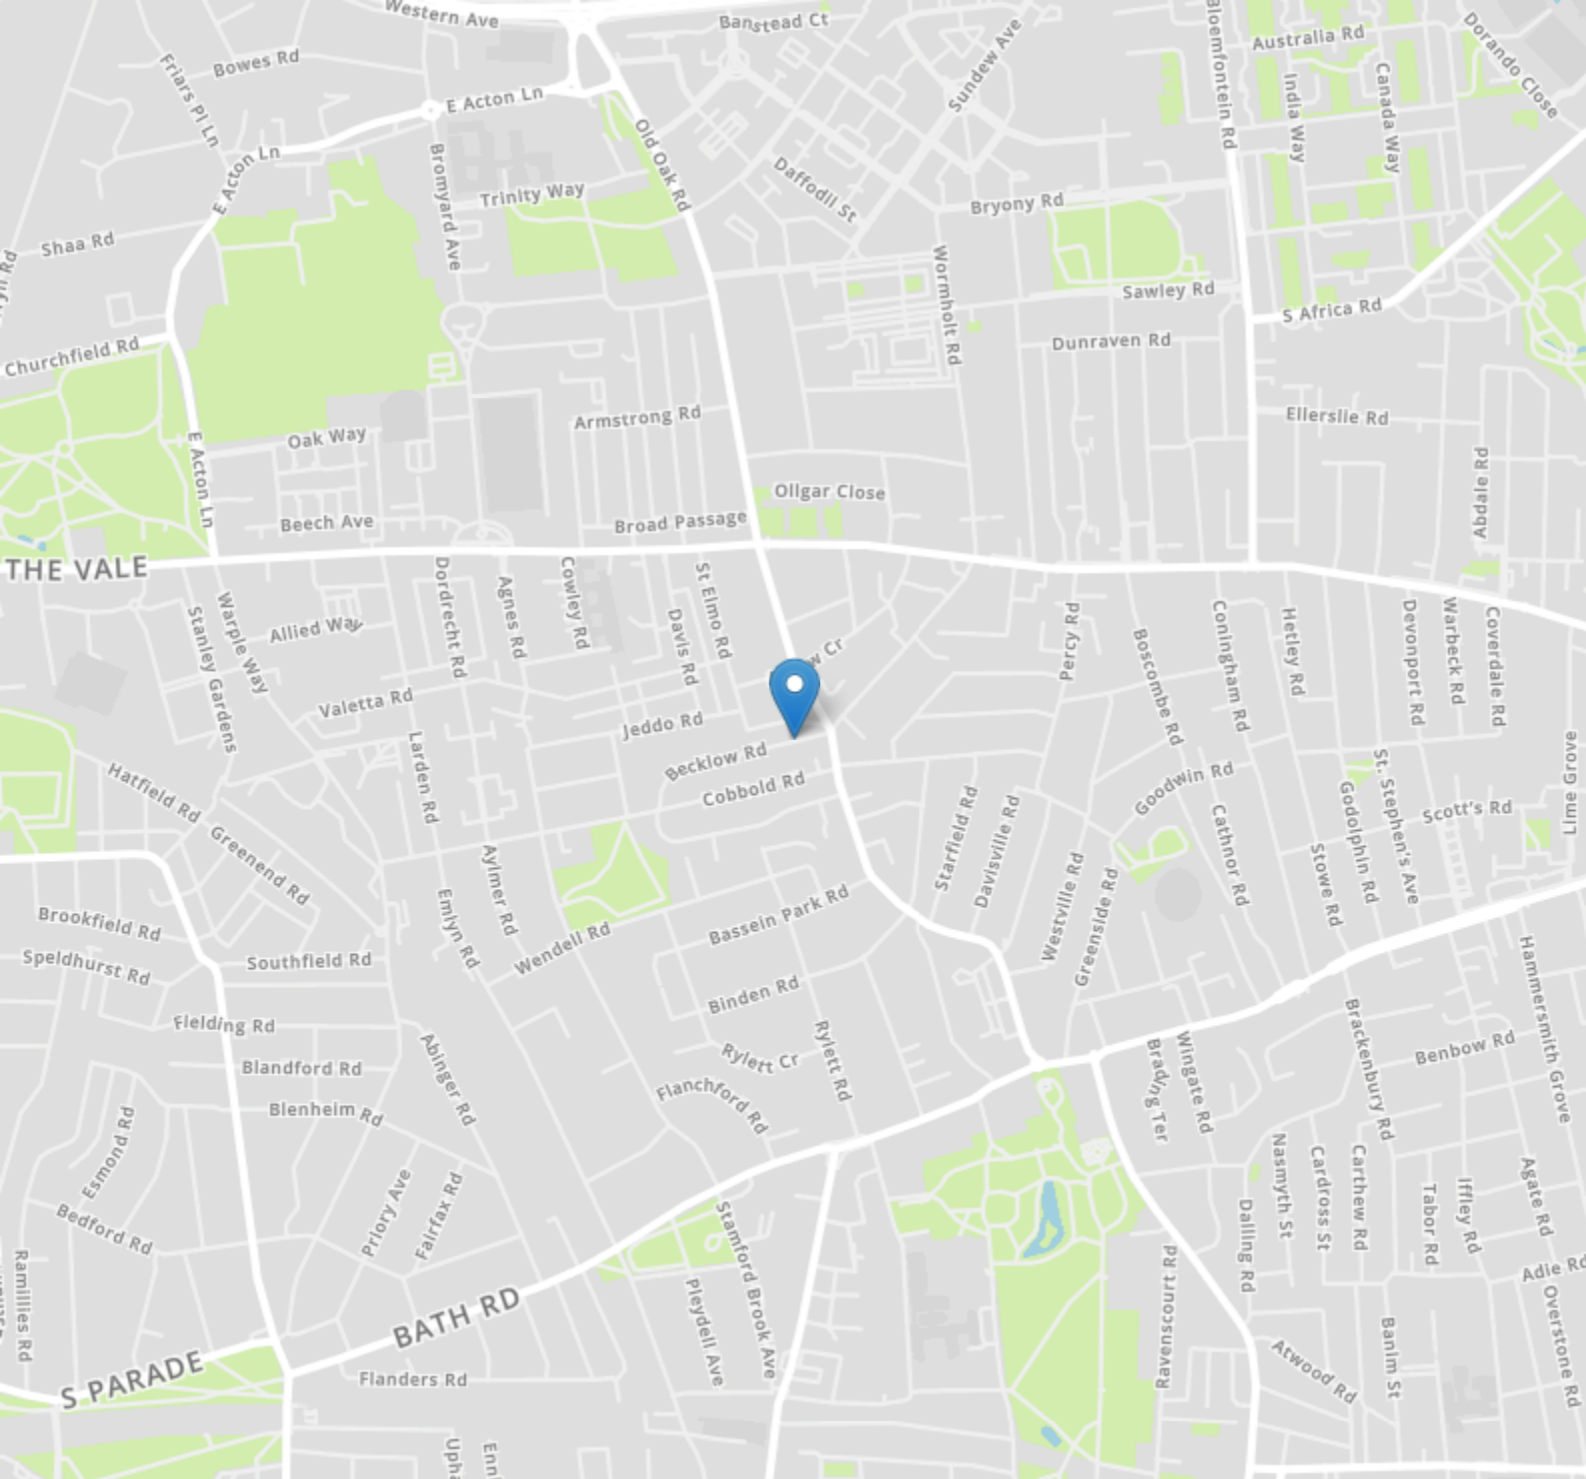 Western Ave
Banstead Ct
Bloemfontein Rd
Australia Rd
Dorando Close
Friars Pl Ln
Bowes Rd
Sundew Ave
India Way
Canada Way
E Acton Ln
Old Oak Rd
E Acton Ln
Bromyard Ave
Trinity Way
Daffodil St
Bryony Rd
Shaa Rd
Wormholt Rd
Sawley Rd
S Africa Rd
Churchfield Rd
Dunraven Rd
Armstrong Rd
Ellerslie Rd
Oak Way
E Acton Ln
Abdale Rd
Ollgar Close
Beech Ave
Broad Passage
THE VALE
Dordrecht Rd
Agnes Rd
Cowley Rd
St Elmo Rd
Davis Rd
Stanley Gardens
Warple Way
Allied Way
w Cr
Percy Rd
Boscombe Rd
Coningham Rd
Hetley Rd
Devonport Rd
Warbeck Rd
Coverdale Rd
Valetta Rd
Jeddo Rd
Larden Rd
Becklow Rd
Cobbold Rd
Lime Grove
Hatfield Rd
Greenend Rd
Goodwin Rd
St. Stephen's Ave
Godolphin Rd
Scott's Rd
Starfield Rd
Davisville Rd
Cathnor Rd
Stowe Rd
Aylmer Rd
Emlyn Rd
Westville Rd
Greenside Rd
Bassein Park Rd
Wendell Rd
Brookfield Rd
Speldhurst Rd
Southfield Rd
Binden Rd
Hammersmith Grove
Fielding Rd
Brackenbury Rd
Rylett Cr
Rylett Rd
Benbow Rd
Blandford Rd
Abinger Rd
Flanchford Rd
Wingate Rd
Blenheim Rd
Esmond Rd
Nasmyth St
Cardross St
Carthew Rd
Tabor Rd
Iffley Rd
Agate Rd
Priory Ave
Fairfax Rd
Bedford Rd
Stamford Brook Ave
Dalling Rd
Ravenscourt Rd
Adie Rd
Ramillies Rd
Pleydell Ave
Overstone Rd
BATH RD
Banim St
Atwood Rd
S PARADE
Flanders Rd